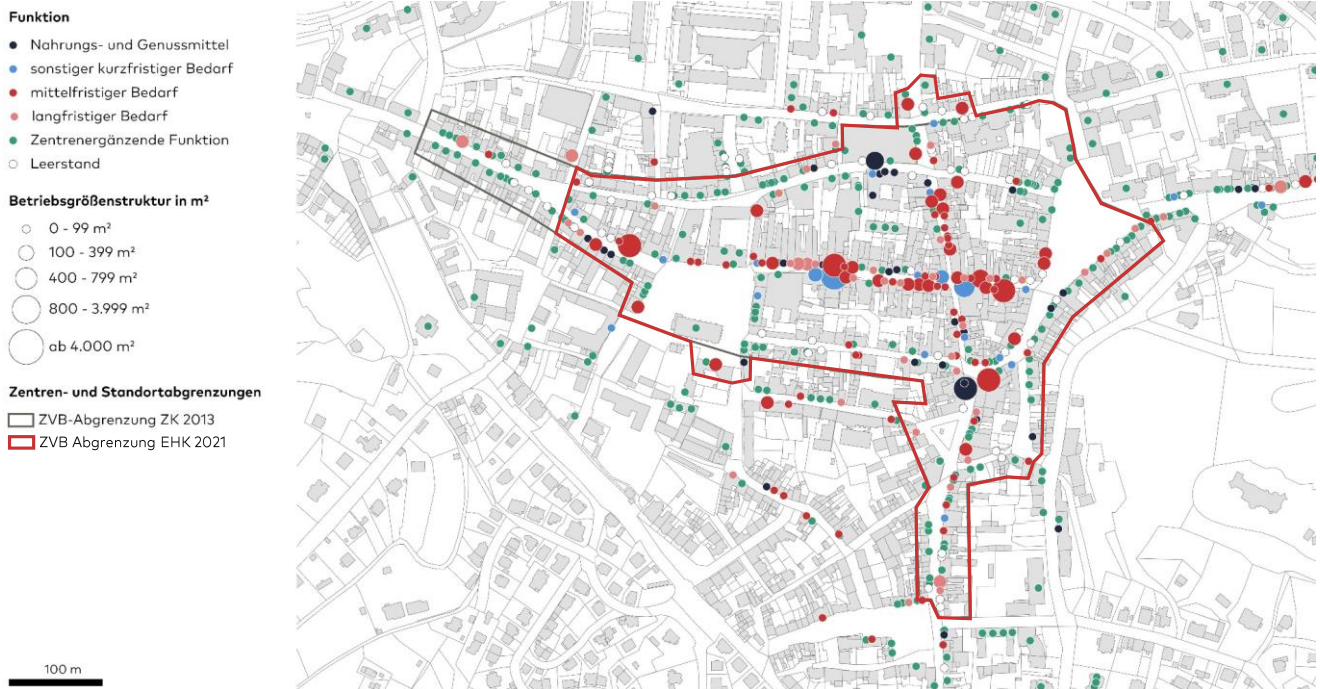 Funktion
Nahrungs- und Genussmittel
sonstiger kurzfristiger Bedarf
mittelfristiger Bedarf
langfristiger Bedarf
Zentrenergänzende Funktion
Leerstand
Betriebsgrößenstruktur in m²
0 - 99 m²
100 - 399 m²
400 - 799 m²
800 - 3.999 m²
ab 4.000 m²
Zentren- und Standortabgrenzungen
ZVB-Abgrenzung ZK 2013
ZVB Abgrenzung EHK 2021
100 m